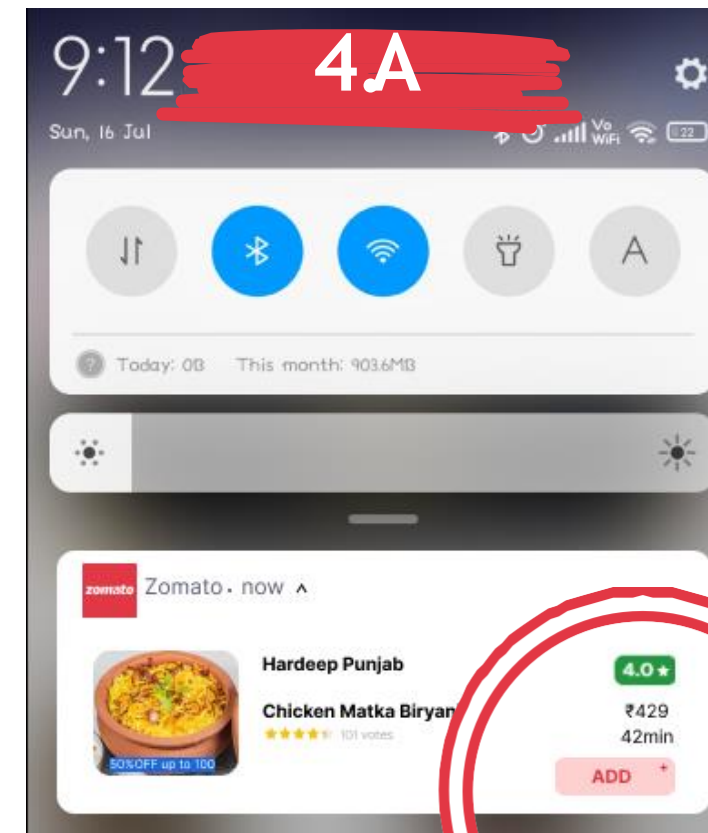 9:12
4.A
Sun, 16 Jul
Vo
WiFi
22
A
Today: 0B This month: 903.6MB
zomato Zomato. now
Hardeep Punjab
4.0★
Chicken Matka Biryani
₹429
101 votes
42min
50%OFF up to 100
ADD +